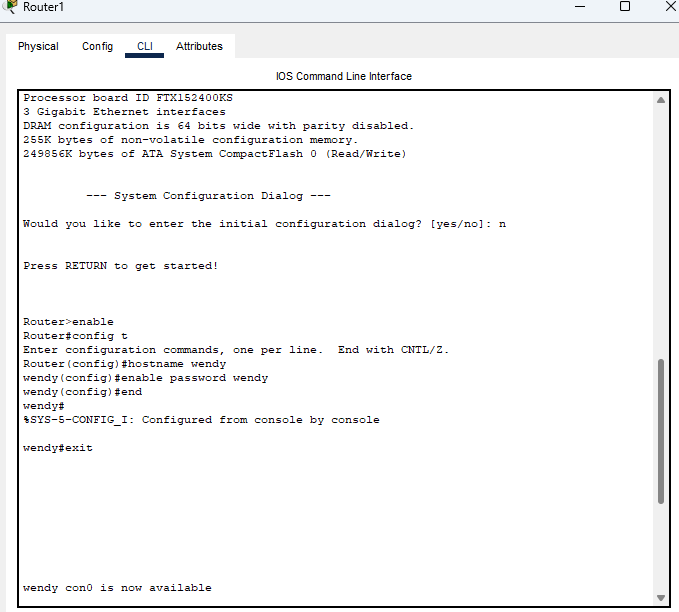 Router1
Physical Config CLI Attributes
IOS Command Line Interface
Processor board ID FTX152400KS
3 Gigabit Ethernet interfaces
DRAM configuration is 64 bits wide with parity disabled.
255K bytes of non-volatile configuration memory.
249856K bytes of ATA System CompactFlash 0 (Read/Write)
--- System Configuration Dialog ---
Would you like to enter the initial configuration dialog? [yes/no]: n
Press RETURN to get started!
Router>enable
Router#config t
Enter configuration commands, one per line.  End with CNTL/Z.
Router(config)#hostname wendy
wendy(config)#enable password wendy
wendy(config)#end
wendy#
%SYS-5-CONFIG_I: Configured from console by console
wendy#exit
wendy con0 is now available